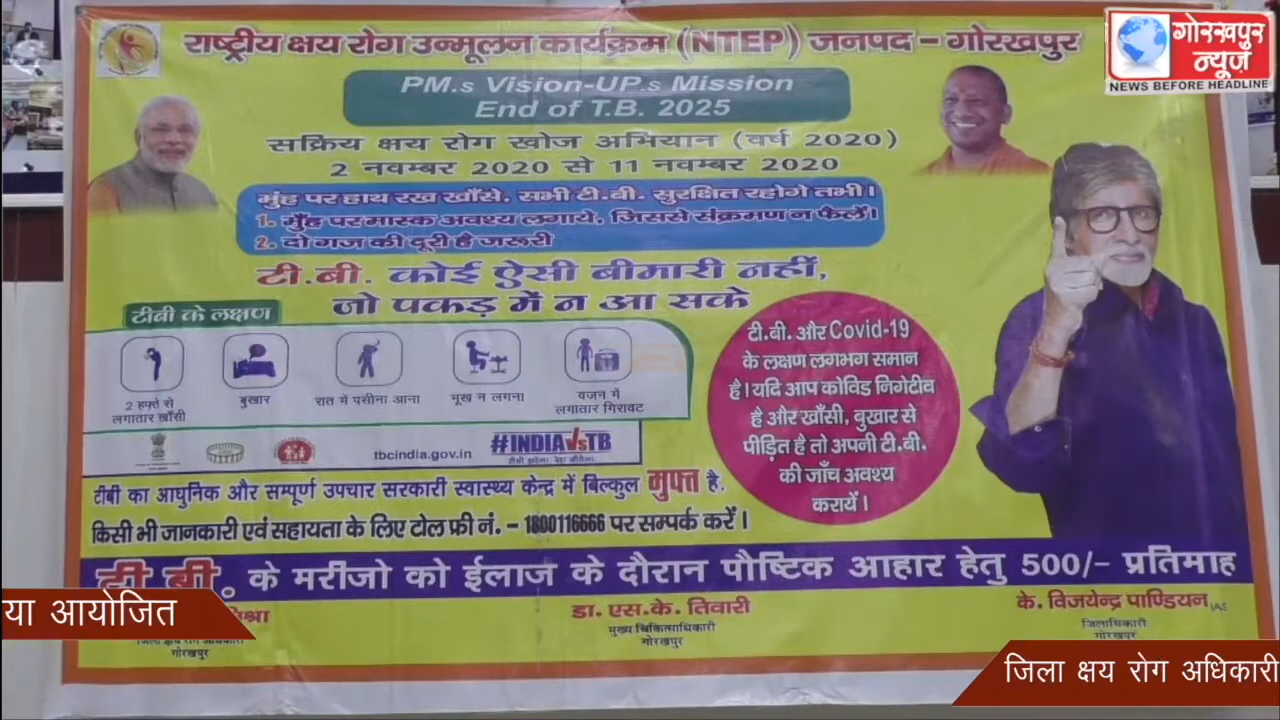 राष्ट्रीय क्षय रोग उन्मूलन कार्यक्रम (NTEP) जनपद - गोरखपुर
गोरखपुर
न्यूज़
NEWS BEFORE HEADLINE
PM.s Vision-UP.s Mission
End of T.B. 2025
सक्रिय क्षय रोग खोज अभियान (वर्ष 2020)
2 नवम्बर 2020 से 11 नवम्बर 2020
मुंह पर हाथ रख खाँसे, सभी टी.बी. सुरक्षित रहोगे तभी।
1. मुँह पर मास्क अवश्य लगाये, जिससे संक्रमण न फैलें।
2. दो गज की दूरी है जरूरी
टी.बी. कोई ऐसी बीमारी नहीं,
जो पकड़ में न आ सके
टीबी के लक्षण
2 हफ्ते से
लगातार खाँसी
बुखार
रात में पसीना आना
भूख न लगना
वजन में
लगातार गिरावट
टी.बी. और Covid-19
के लक्षण लगभग समान
है। यदि आप कोविड निगेटीव
है और खाँसी, बुखार से
पीड़ित है तो अपनी टी.बी.
की जाँच अवश्य
करायें।
tbcindia.gov.in
#INDIAVsTB
टीबी हारेगा, देश जीतेगा
टीबी का आधुनिक और सम्पूर्ण उपचार सरकारी स्वास्थ्य केन्द्र में बिल्कुल मुफ्त है.
किसी भी जानकारी एवं सहायता के लिए टोल फ्री नं. - 1800116666 पर सम्पर्क करें।
टी.बी. के मरीजो को ईलाज के दौरान पौष्टिक आहार हेतु 500/- प्रतिमाह
या आयोजित
श्रा
जिला क्षय रोग अधिकारी
गोरखपुर
डा. एस.के. तिवारी
मुख्य चिकित्साधिकारी
गोरखपुर
के. विजयेन्द्र पाण्डियन, IAS
जिलाधिकारी
गोरखपुर
जिला क्षय रोग अधिकारी